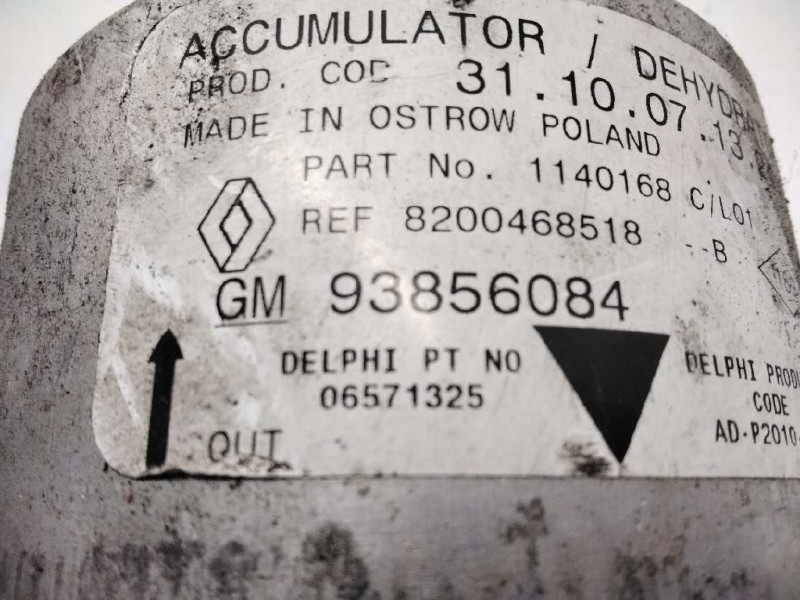 ACCUMULATOR / DEHYDRA
PROD. COD 31.10.07.13.
MADE IN OSTROW POLAND
PART No. 1140168 C/L01
REF 8200468518 --B
GM 93856084
DELPHI PT NO
06571325
DELPHI PRODU
CODE
AD-P2010-
OUT